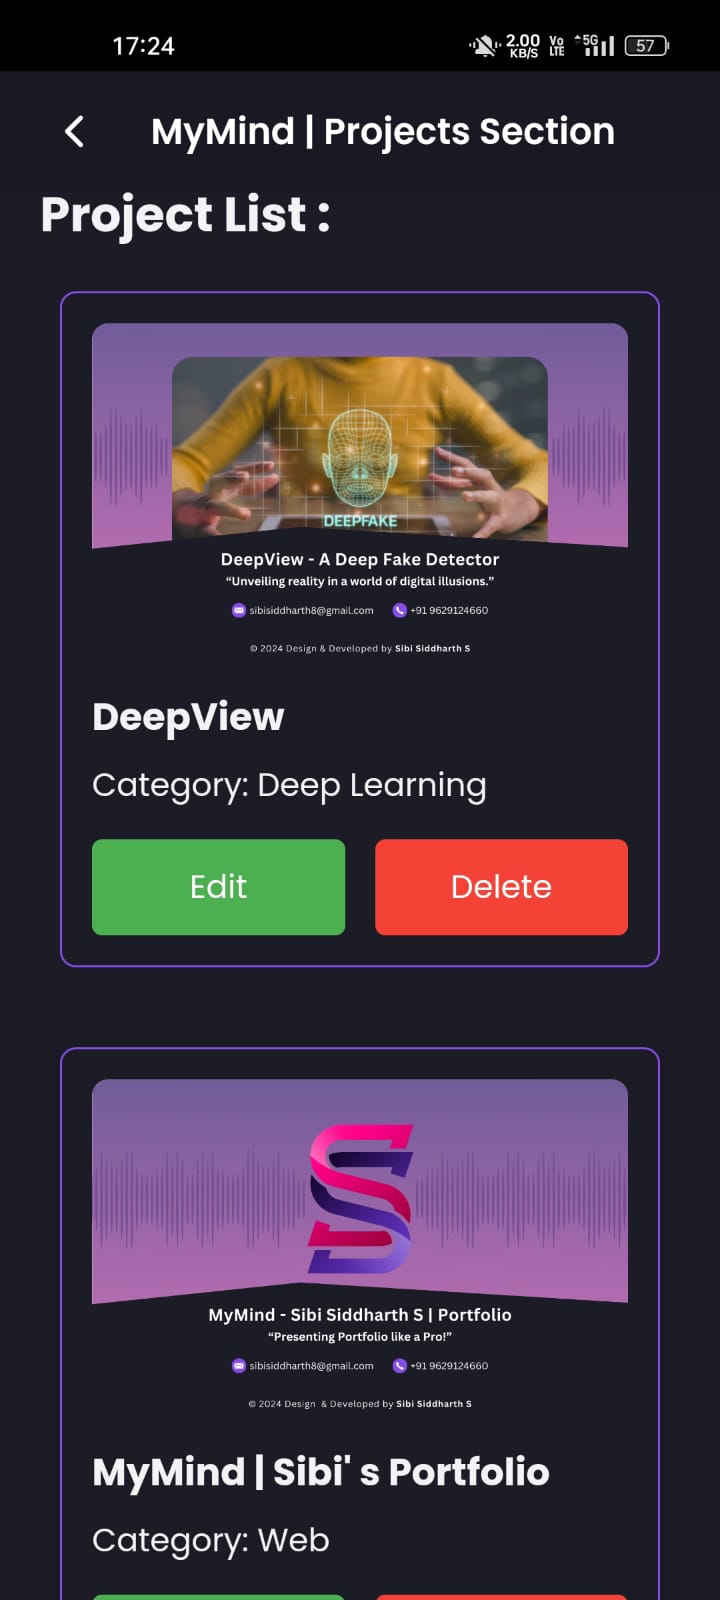 17:24
2.00
KB/S
Vo
LTE
5G
57
MyMind | Projects Section
Project List :
DEEPFAKE
DeepView - A Deep Fake Detector
“Unveiling reality in a world of digital illusions.”
sibisiddharth8@gmail.com +91 9629124660
© 2024 Design & Developed by Sibi Siddharth S
DeepView
Category: Deep Learning
Edit Delete
MyMind - Sibi Siddharth S | Portfolio
“Presenting Portfolio like a Pro!”
sibisiddharth8@gmail.com +91 9629124660
© 2024 Design & Developed by Sibi Siddharth S
MyMind | Sibi' s Portfolio
Category: Web